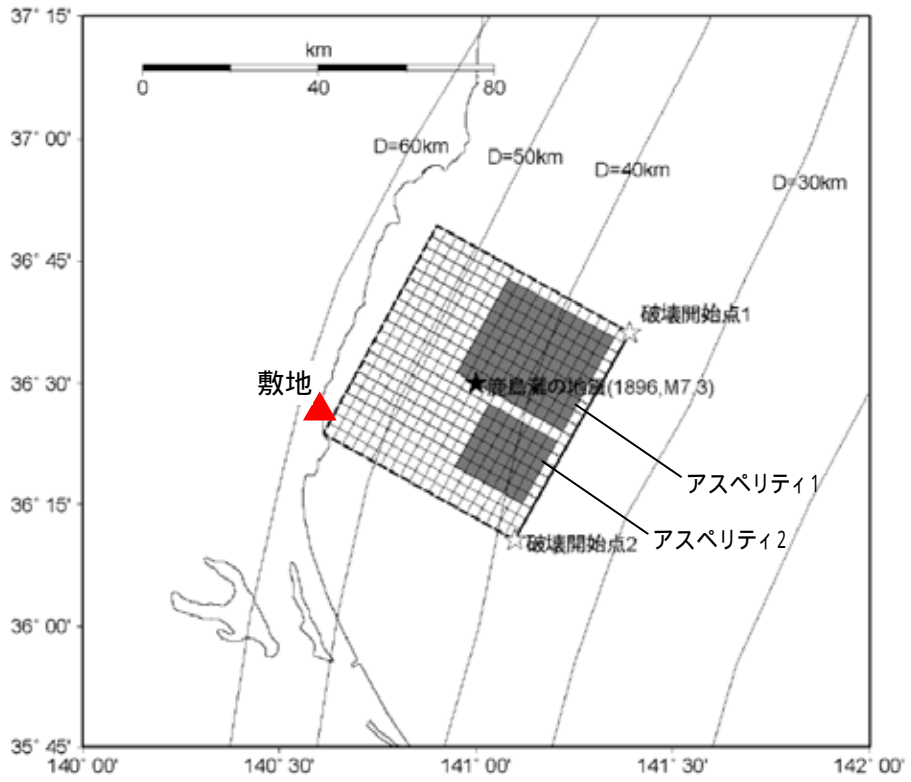 37° 15'
km
0 40 80
37° 00'
D=60km
D=50km
D=40km
D=30km
36° 45'
破壊開始点1
36° 30'
敷地
鹿島灘の地震(1896,M7.3)
アスペリティ1
36° 15'
アスペリティ2
破壊開始点2
36° 00'
35° 45'
140° 00' 140° 30' 141° 00' 141° 30' 142° 00'